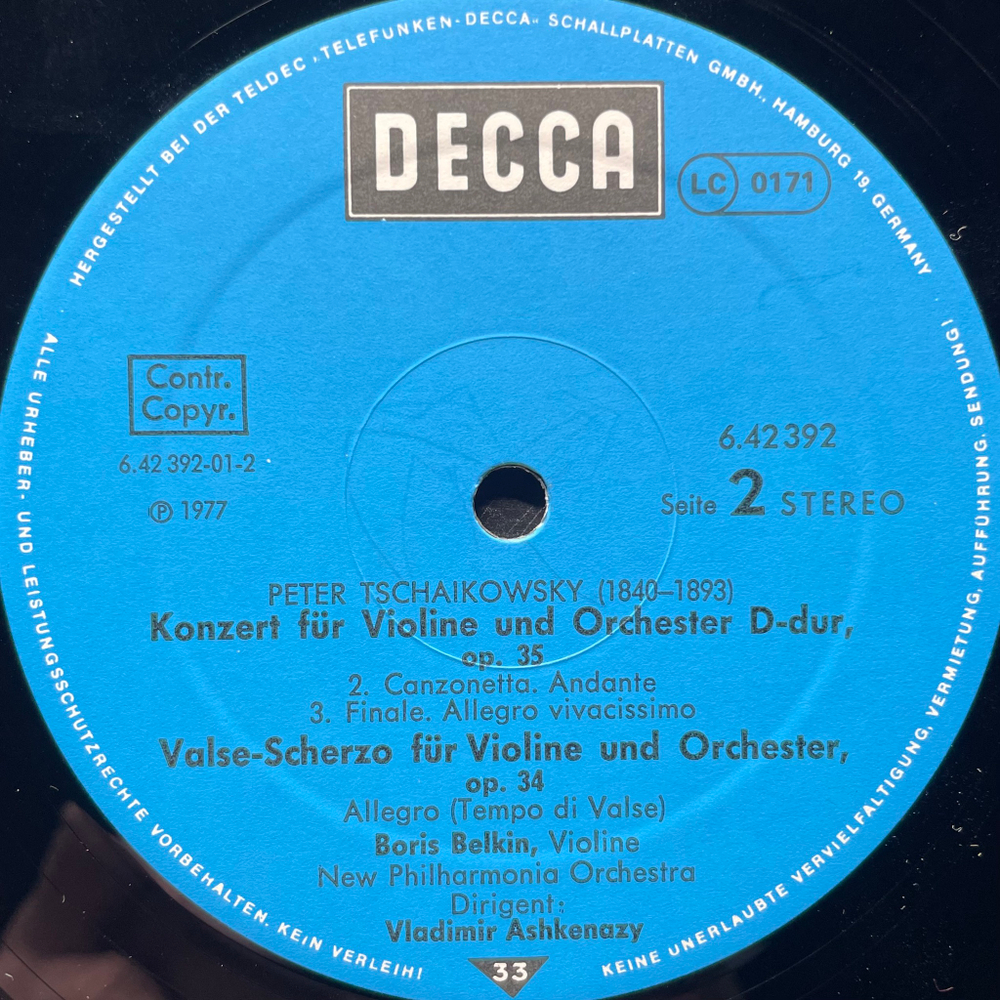 HERGESTELLT BEI DER TELDEC „TELEFUNKEN-DECCA“ SCHALLPLATTEN GMBH., HAMBURG 19, GERMANY
DECCA
LC 0171
Contr.
Copyr.
6.42 392-01-2
℗ 1977
6.42 392
Seite 2 STEREO
PETER TSCHAIKOWSKY (1840–1893)
Konzert für Violine und Orchester D-dur,
op. 35
2. Canzonetta. Andante
3. Finale. Allegro vivacissimo
Valse-Scherzo für Violine und Orchester,
op. 34
Allegro (Tempo di Valse)
Boris Belkin, Violine
New Philharmonia Orchestra
Dirigent:
Vladimir Ashkenazy
33
ALLE URHEBER- UND LEISTUNGSSCHUTZRECHTE VORBEHALTEN. KEIN VERLEIH!
KEINE UNERLAUBTE VERVIELFALTIGUNG, VERMIETUNG, AUFFÜHRUNG. SENDUNG!